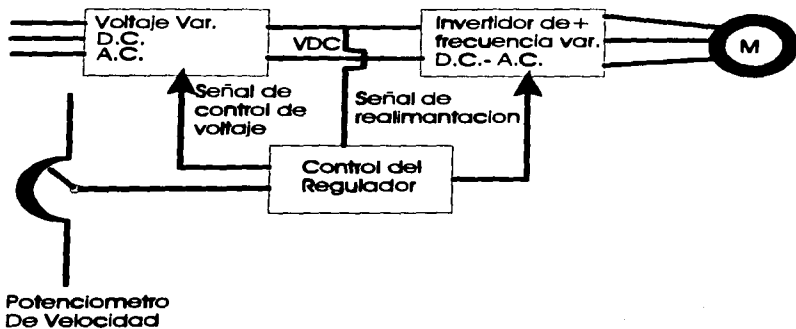 Voltaje Var.
D.C.
A.C.
VDC
Invertidor de+
frecuencia var.
D.C.- A.C.
M
Señal de
control de
voltaje
Señal de
realimantacion
Control del
Regulador
Potenciometro
De Velocidad